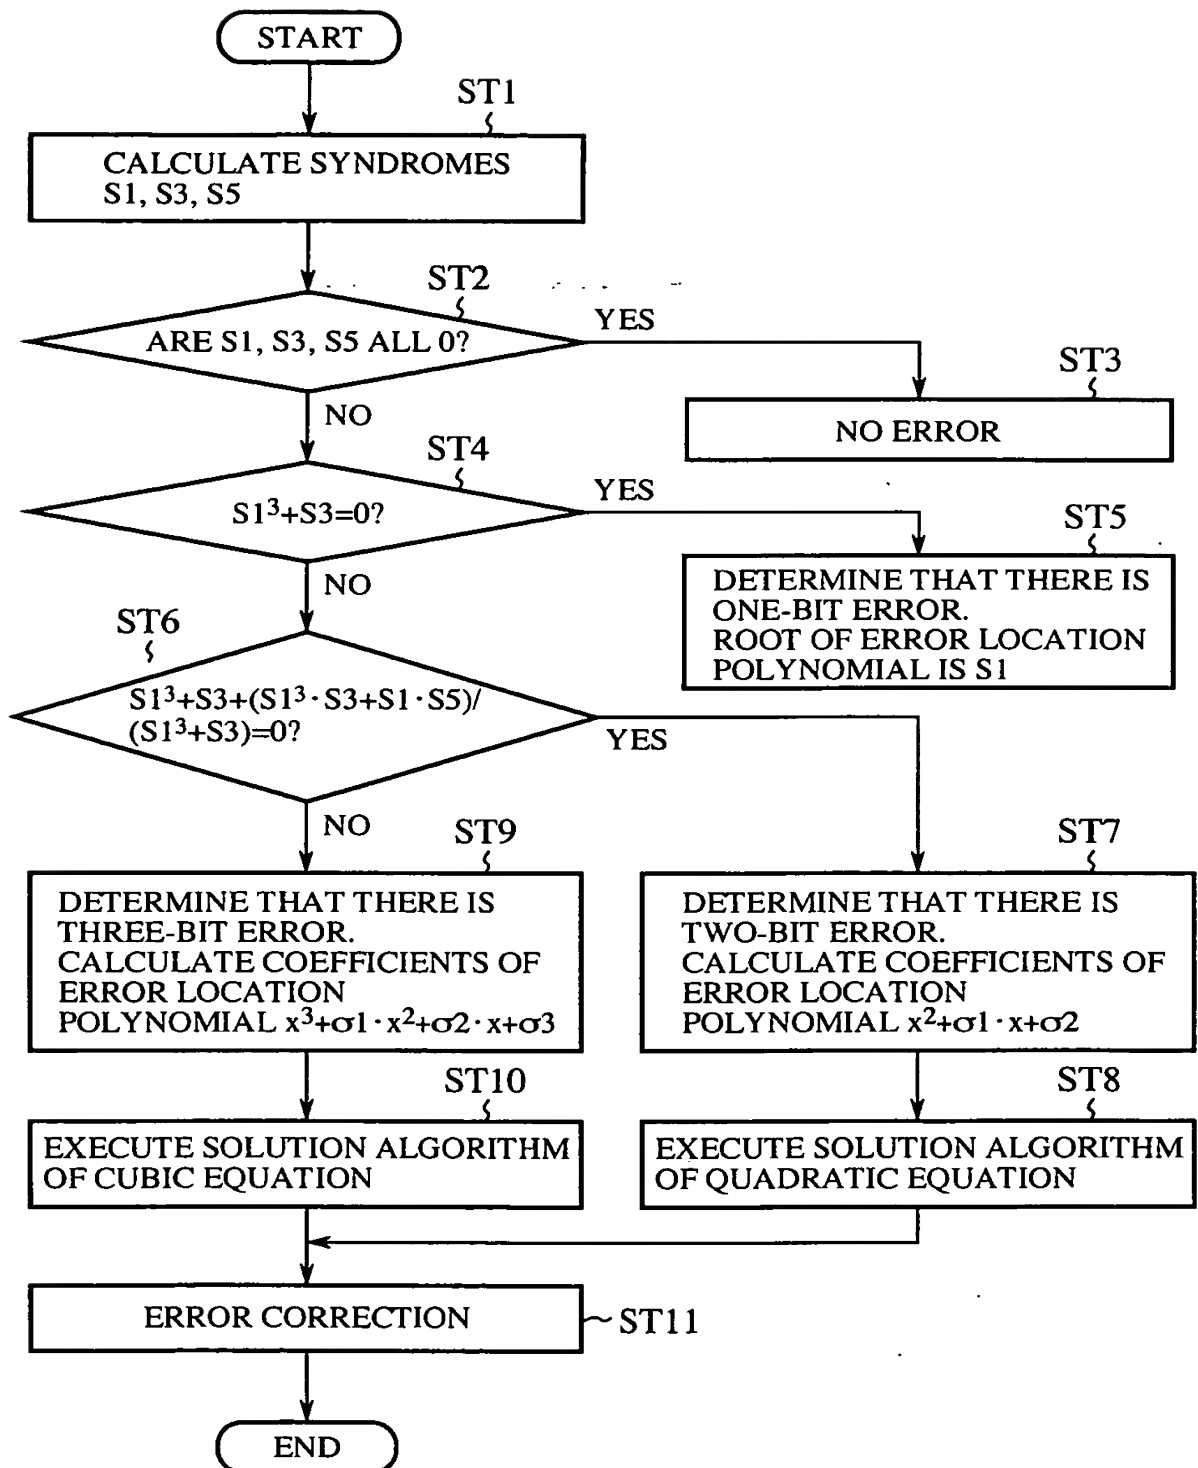 START
ST1
CALCULATE SYNDROMES
S1, S3, S5
ST2
ARE S1, S3, S5 ALL 0?
YES
ST3
NO ERROR
NO
ST4
S1³+S3=0?
YES
ST5
DETERMINE THAT THERE IS
ONE-BIT ERROR.
ROOT OF ERROR LOCATION
POLYNOMIAL IS S1
NO
ST6
S1³+S3+(S1³·S3+S1·S5)/
(S1³+S3)=0?
YES
NO
ST9
DETERMINE THAT THERE IS
THREE-BIT ERROR.
CALCULATE COEFFICIENTS OF
ERROR LOCATION
POLYNOMIAL x³+σ1·x²+σ2·x+σ3
ST7
DETERMINE THAT THERE IS
TWO-BIT ERROR.
CALCULATE COEFFICIENTS OF
ERROR LOCATION
POLYNOMIAL x²+σ1·x+σ2
ST10
EXECUTE SOLUTION ALGORITHM
OF CUBIC EQUATION
ST8
EXECUTE SOLUTION ALGORITHM
OF QUADRATIC EQUATION
ERROR CORRECTION
ST11
END